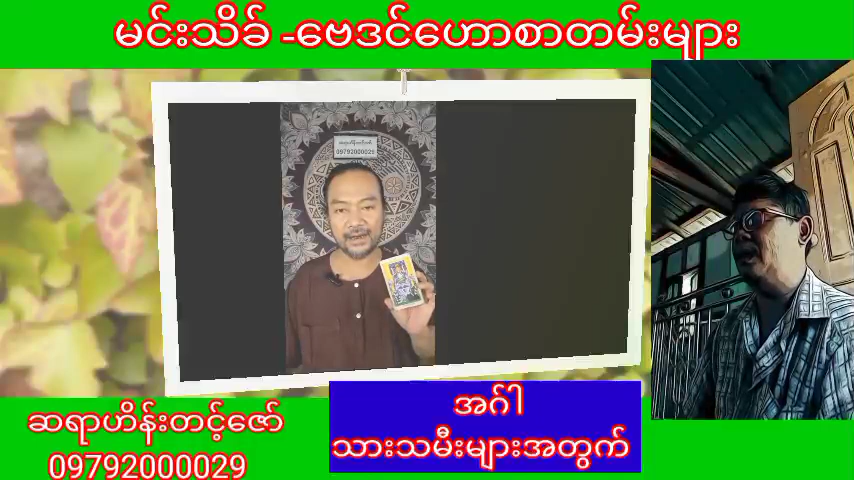 မင်းသိခ် -ဗေဒင်ဟောစာတမ်းများ
09792000029
ဆရာဟိန်းတင့်ဇော်
09792000029
အင်္ဂါ
သားသမီးများအတွက်